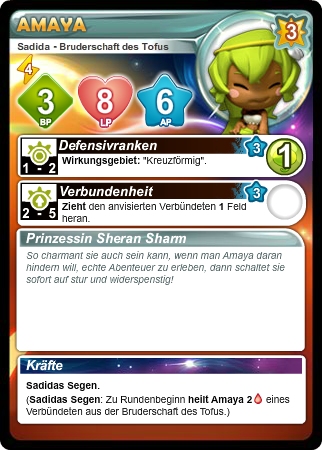 AMAYA
3
Sadida - Bruderschaft des Tofus
4
3
BP
8
LP
6
AP
Defensivranken
3
1 - 2
Wirkungsgebiet: "Kreuzförmig".
1
Verbundenheit
3
2 - 5
Zieht den anvisierten Verbündeten 1 Feld
heran.
Prinzessin Sheran Sharm
So charmant sie auch sein kann, wenn man Amaya daran
hindern will, echte Abenteuer zu erleben, dann schaltet sie
sofort auf stur und widerspenstig!
Kräfte
Sadidas Segen.
(Sadidas Segen: Zu Rundenbeginn heilt Amaya 2 eines
Verbündeten aus der Bruderschaft des Tofus.)